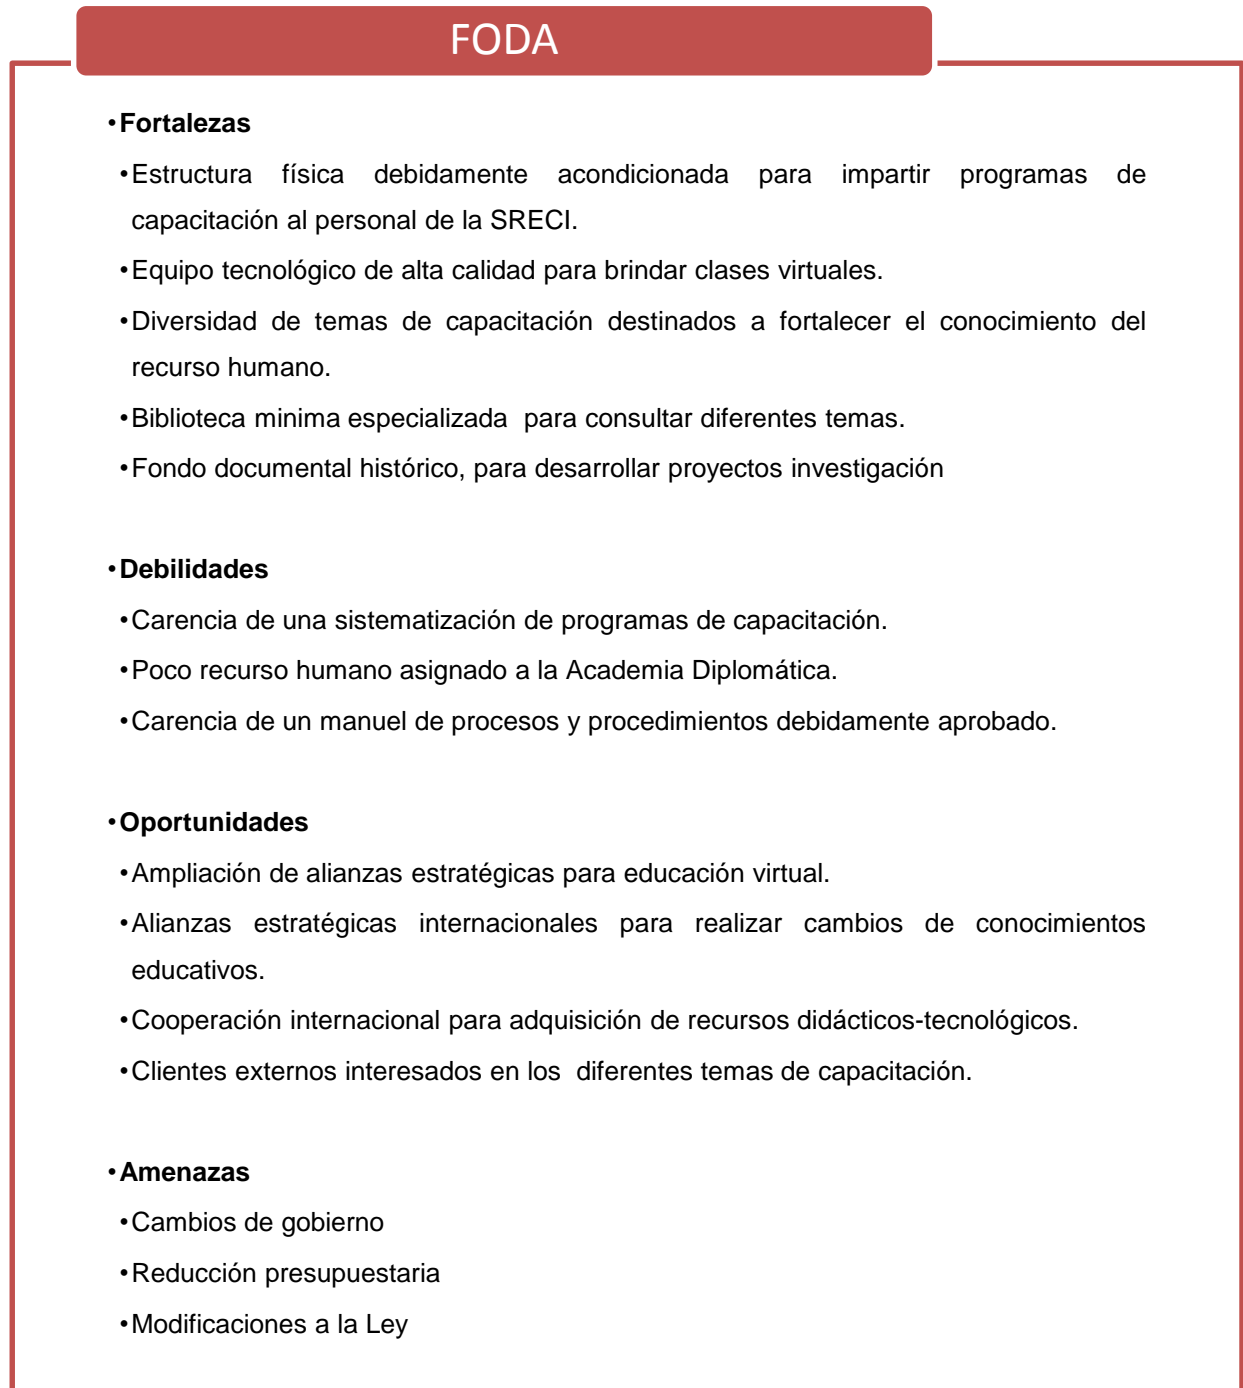 FODA
•Fortalezas
•Estructura física debidamente acondicionada para impartir programas de
capacitación al personal de la SRECI.
•Equipo tecnológico de alta calidad para brindar clases virtuales.
•Diversidad de temas de capacitación destinados a fortalecer el conocimiento del
recurso humano.
•Biblioteca minima especializada  para consultar diferentes temas.
•Fondo documental histórico, para desarrollar proyectos investigación
•Debilidades
•Carencia de una sistematización de programas de capacitación.
•Poco recurso humano asignado a la Academia Diplomática.
•Carencia de un manuel de procesos y procedimientos debidamente aprobado.
•Oportunidades
•Ampliación de alianzas estratégicas para educación virtual.
•Alianzas estratégicas internacionales para realizar cambios de conocimientos
educativos.
•Cooperación internacional para adquisición de recursos didácticos-tecnológicos.
•Clientes externos interesados en los  diferentes temas de capacitación.
•Amenazas
•Cambios de gobierno
•Reducción presupuestaria
•Modificaciones a la Ley